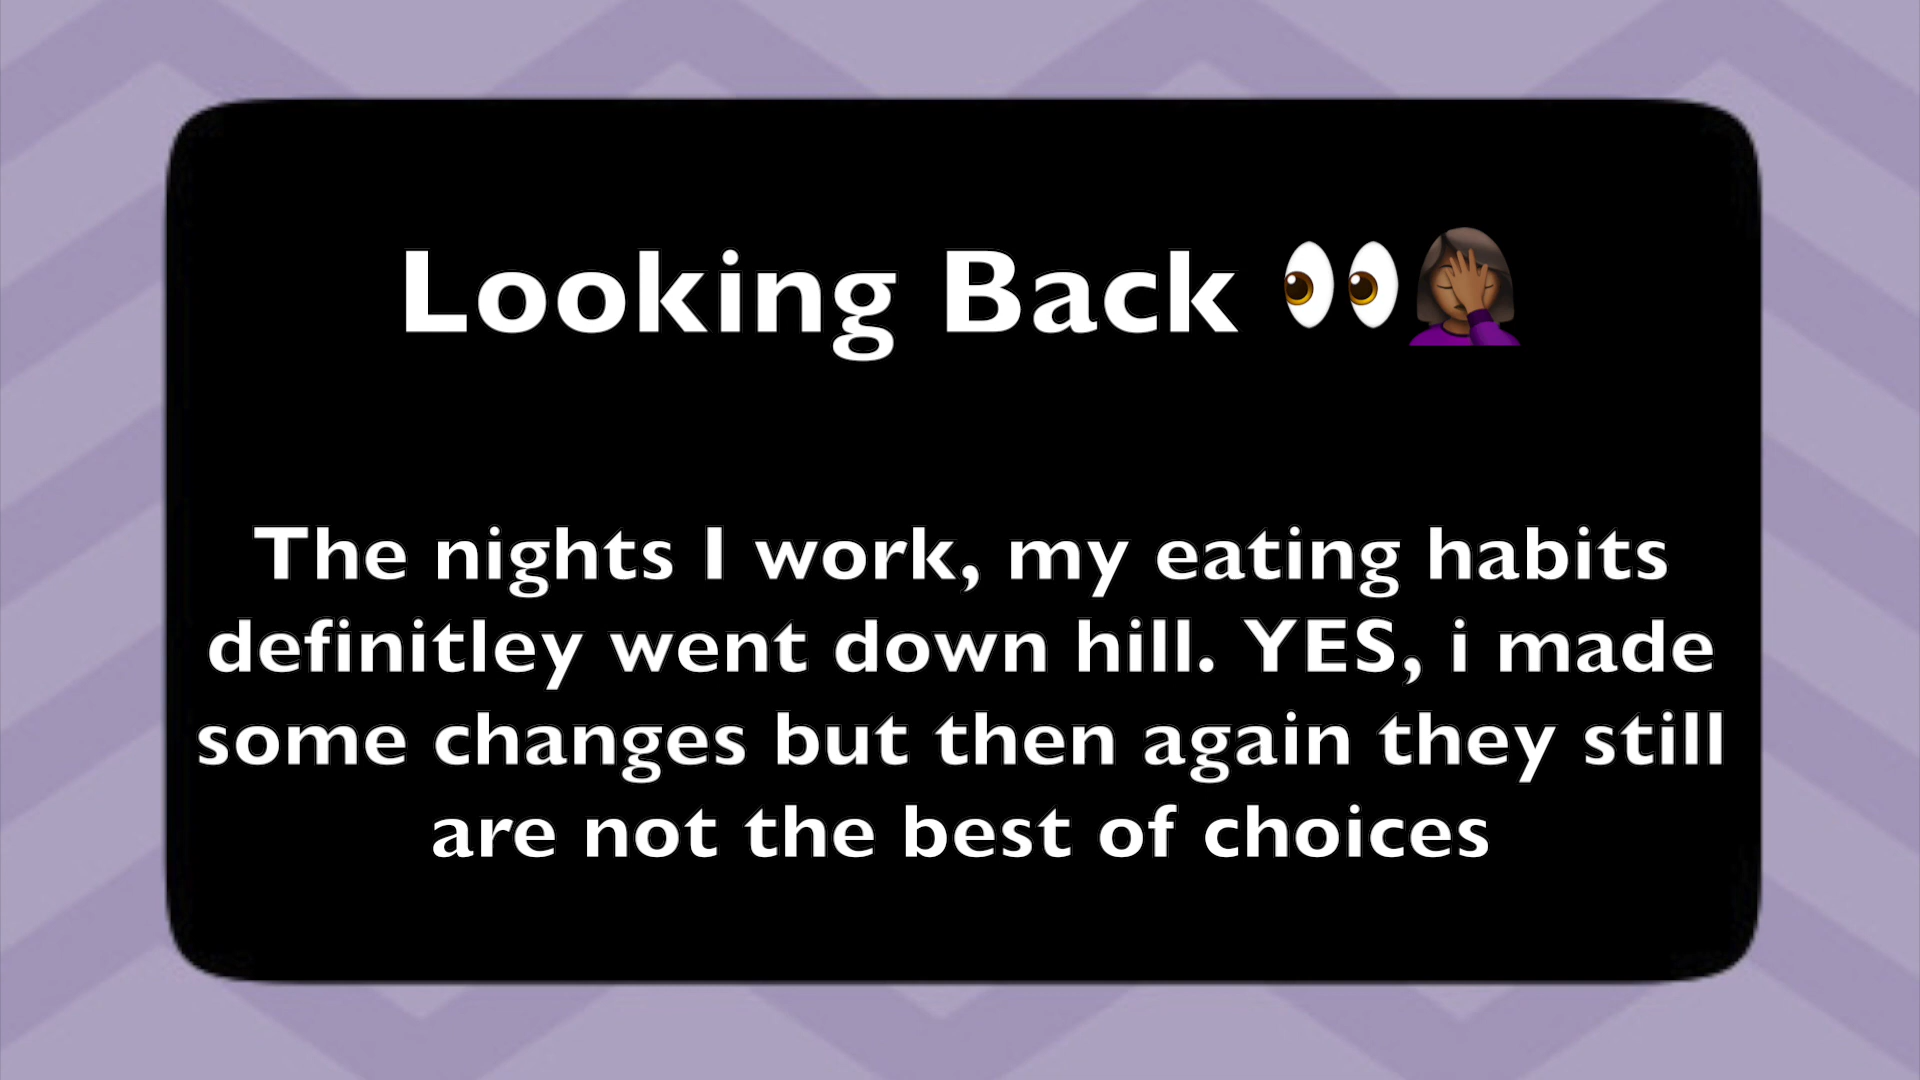 Looking Back 👀🤦🏾‍♀️
The nights I work, my eating habits
definitley went down hill. YES, i made
some changes but then again they still
are not the best of choices